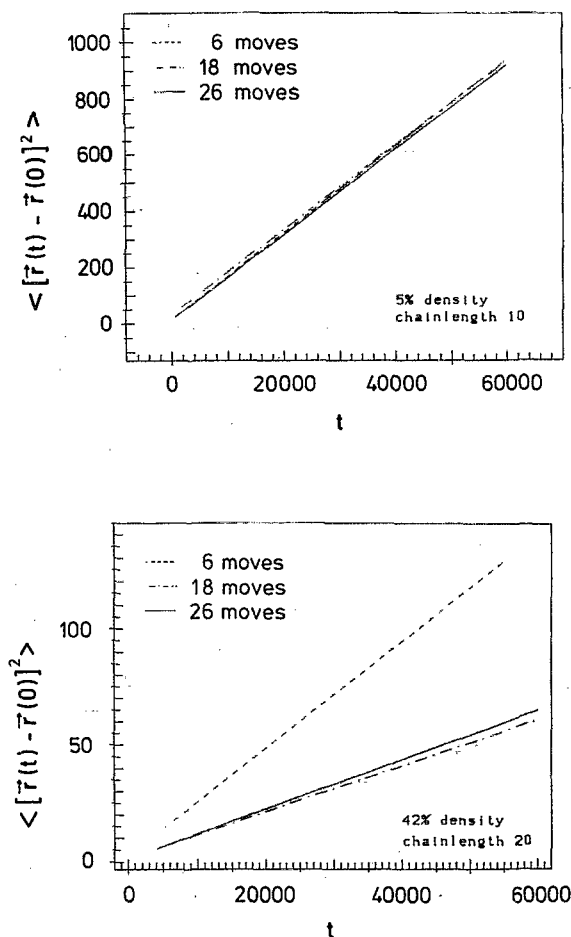 1000
800
600
400
200
0
6 moves
18 moves
26 moves
< [r⃗(t) - r⃗(0)]² >
5% density
chainlength 10
0 20000 40000 60000
t
100
50
0
6 moves
18 moves
26 moves
< [r⃗(t) - r⃗(0)]² >
42% density
chainlength 20
0 20000 40000 60000
t